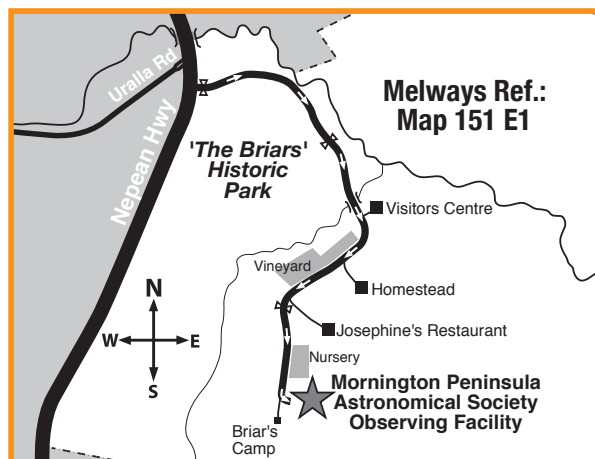 Uralla Rd
Nepean Hwy
Melways Ref.:
Map 151 E1
'The Briars'
Historic
Park
Visitors Centre
Vineyard
Homestead
N
W
E
S
Josephine's Restaurant
Nursery
Mornington Peninsula
Astronomical Society
Observing Facility
Briar's
Camp